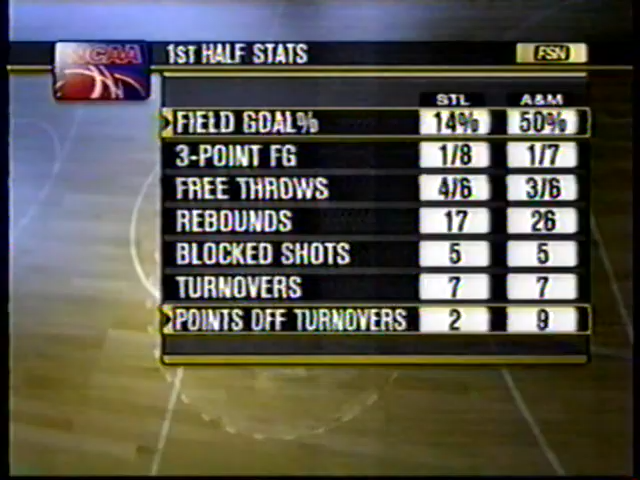 NCAA 1ST HALF STATS FSN
STL A&M
FIELD GOAL% 14% 50%
3-POINT FG 1/8 1/7
FREE THROWS 4/6 3/6
REBOUNDS 17 26
BLOCKED SHOTS 5 5
TURNOVERS 7 7
POINTS OFF TURNOVERS 2 9